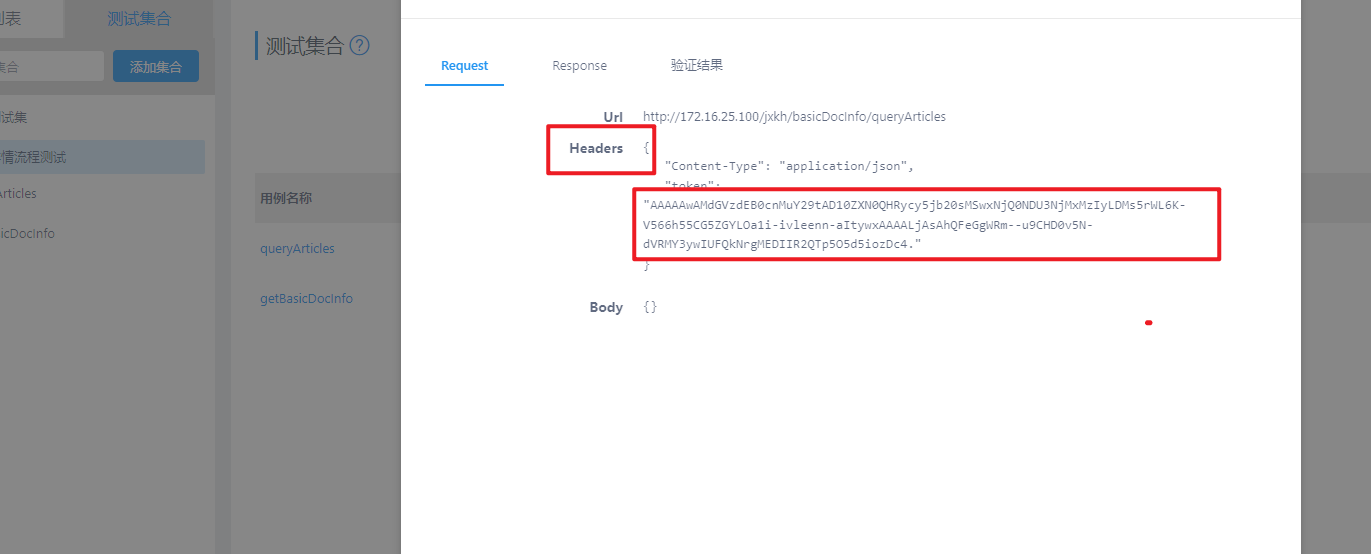 列表
测试集合
集合
添加集合
测试集
情流程测试
Articles
sicDocInfo
测试集合
?
用例名称
queryArticles
getBasicDocInfo
Request
Response
验证结果
Url
http://172.16.25.100/jxkh/basicDocInfo/queryArticles
Headers
{
"Content-Type": "application/json",
"token":
"AAAAAwAMdGVzdEB0cnMuY29tAD10ZXN0QHRycy5jb20sMSwxNjQ0NDU3NjMxMzIyLDMs5rWL6K-
V566h55CG5ZGYLOa1i-ivleenn-aItywxAAAALjAsAhQFeGgWRm--u9CHD0v5N-
dVRMY3ywIUFQkNrgMEDIIR2QTp5O5d5iozDc4."
}
Body
{}